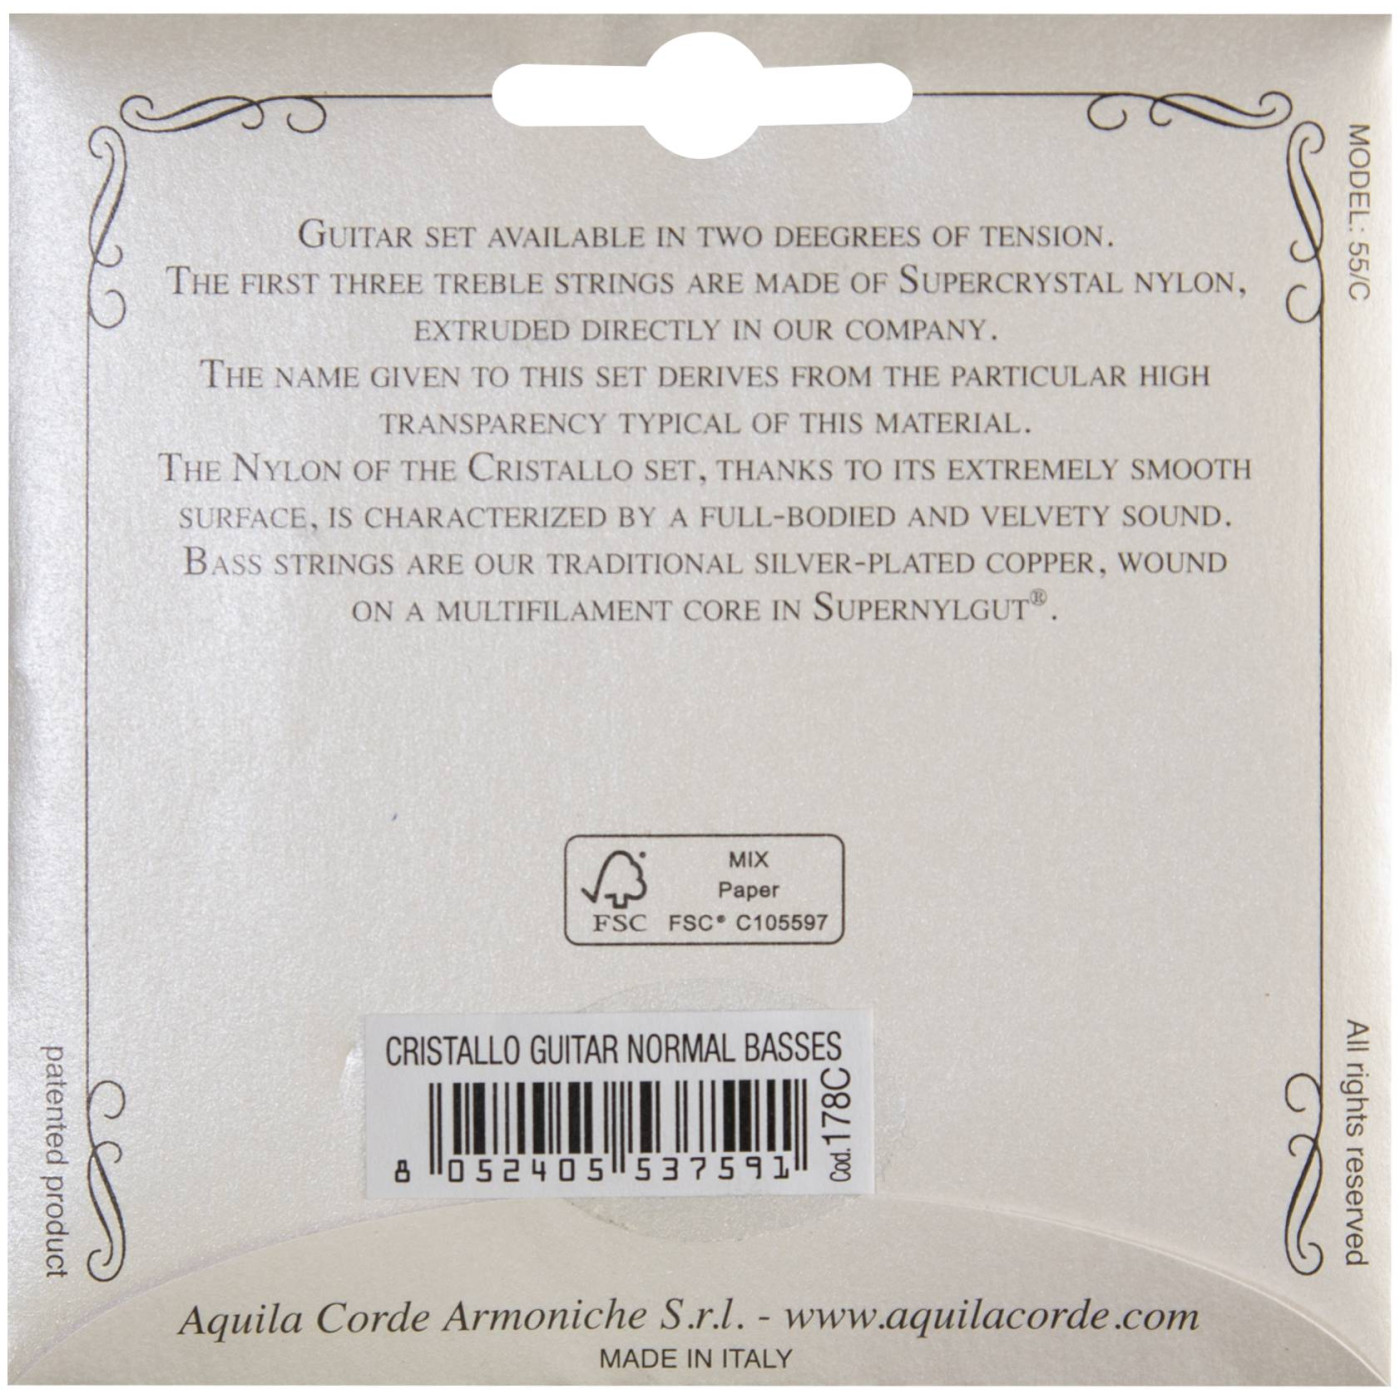 GUITAR SET AVAILABLE IN TWO DEEGREES OF TENSION.
THE FIRST THREE TREBLE STRINGS ARE MADE OF SUPERCRYSTAL NYLON,
EXTRUDED DIRECTLY IN OUR COMPANY.
THE NAME GIVEN TO THIS SET DERIVES FROM THE PARTICULAR HIGH
TRANSPARENCY TYPICAL OF THIS MATERIAL.
THE NYLON OF THE CRISTALLO SET, THANKS TO ITS EXTREMELY SMOOTH
SURFACE, IS CHARACTERIZED BY A FULL-BODIED AND VELVETY SOUND.
BASS STRINGS ARE OUR TRADITIONAL SILVER-PLATED COPPER, WOUND
ON A MULTIFILAMENT CORE IN SUPERNYLGUT®.
MODEL: 55/C
MIX
Paper
FSC FSC® C105597
CRISTALLO GUITAR NORMAL BASSES
8 052405 537591
Cod.178C
patented product
All rights reserved
Aquila Corde Armoniche S.r.l. - www.aquilacorde.com
MADE IN ITALY